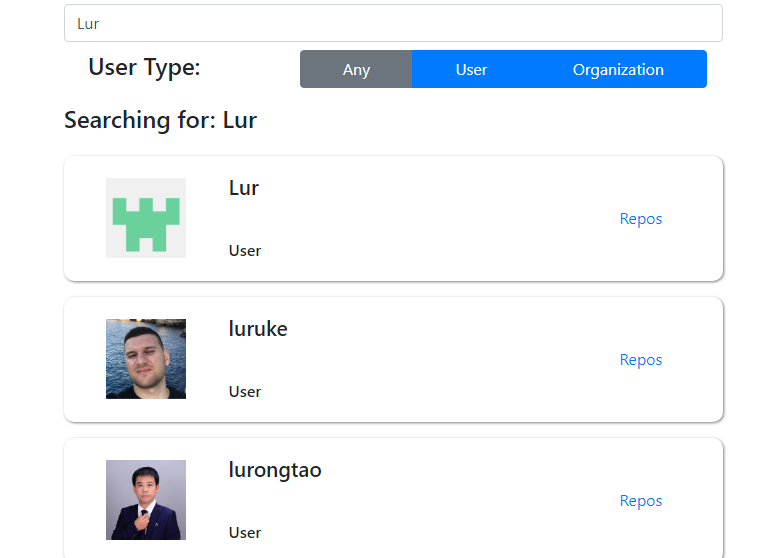 Lur
User Type: Any User Organization
Searching for: Lur
Lur
Repos
User
luruke
Repos
User
lurongtao
Repos
User